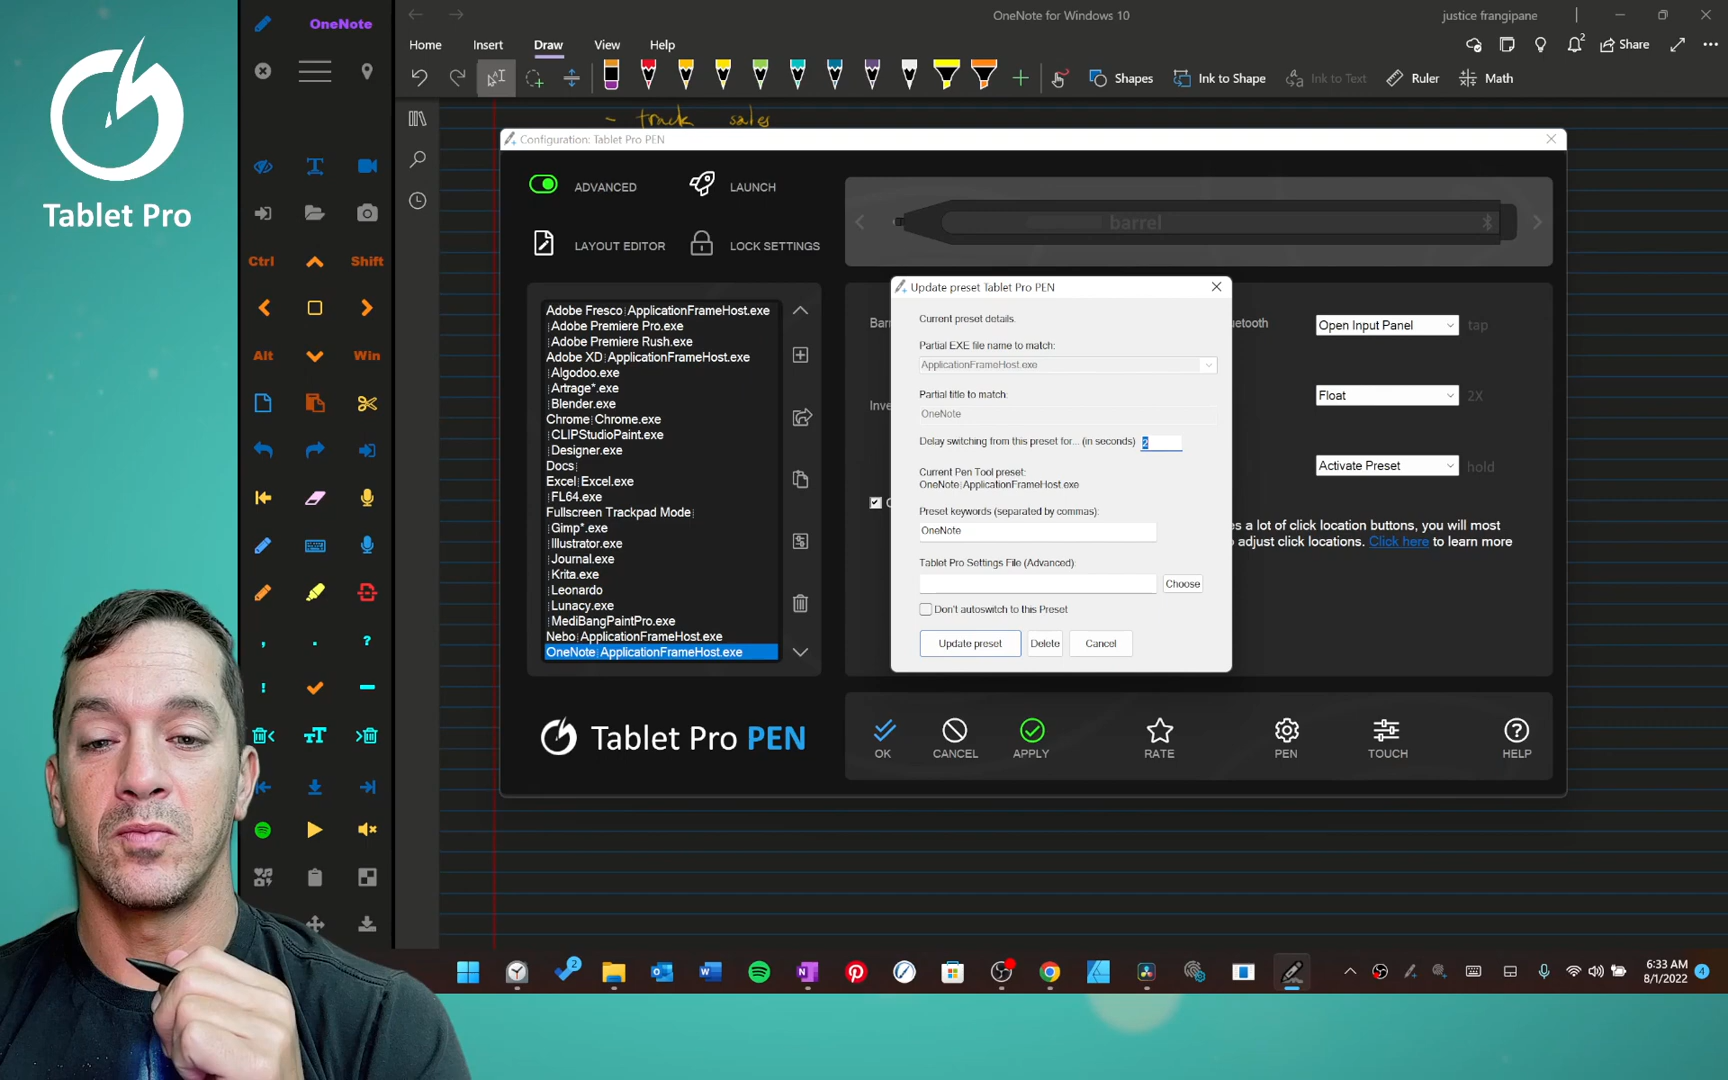 OneNote
OneNote for Windows 10
justice frangipane
Home
Insert
Draw
View
Help
2
Share
Shapes
Ink to Shape
Ink to Text
Ruler
Math
Tablet Pro
- track sales
Configuration: Tablet Pro PEN
ADVANCED
LAUNCH
LAYOUT EDITOR
LOCK SETTINGS
barrel
Ctrl
Shift
Alt
Win
Adobe Fresco¦ApplicationFrameHost.exe
¦Adobe Premiere Pro.exe
¦Adobe Premiere Rush.exe
Adobe XD¦ApplicationFrameHost.exe
¦Algodoo.exe
¦Artrage*.exe
¦Blender.exe
Chrome¦Chrome.exe
¦CLIPStudioPaint.exe
¦Designer.exe
Docs¦
Excel¦Excel.exe
¦FL64.exe
Fullscreen Trackpad Mode¦
¦Gimp*.exe
¦Illustrator.exe
¦Journal.exe
¦Krita.exe
¦Leonardo
¦Lunacy.exe
¦MediBangPaintPro.exe
Nebo¦ApplicationFrameHost.exe
OneNote¦ApplicationFrameHost.exe
Update preset Tablet Pro PEN
Current preset details.
Partial EXE file name to match:
ApplicationFrameHost.exe
Partial title to match:
OneNote
Delay switching from this preset for... (in seconds) 2
Current Pen Tool preset:
OneNote¦ApplicationFrameHost.exe
Preset keywords (separated by commas):
OneNote
Tablet Pro Settings File (Advanced)
Choose
Don't autoswitch to this Preset
Update preset
Delete
Cancel
Open Input Panel
tap
Float
2X
Activate Preset
hold
a lot of click location buttons, you will most
adjust click locations. Click here to learn more
Tablet Pro PEN
OK
CANCEL
APPLY
RATE
PEN
TOUCH
HELP
2
6:33 AM
8/1/2022
4